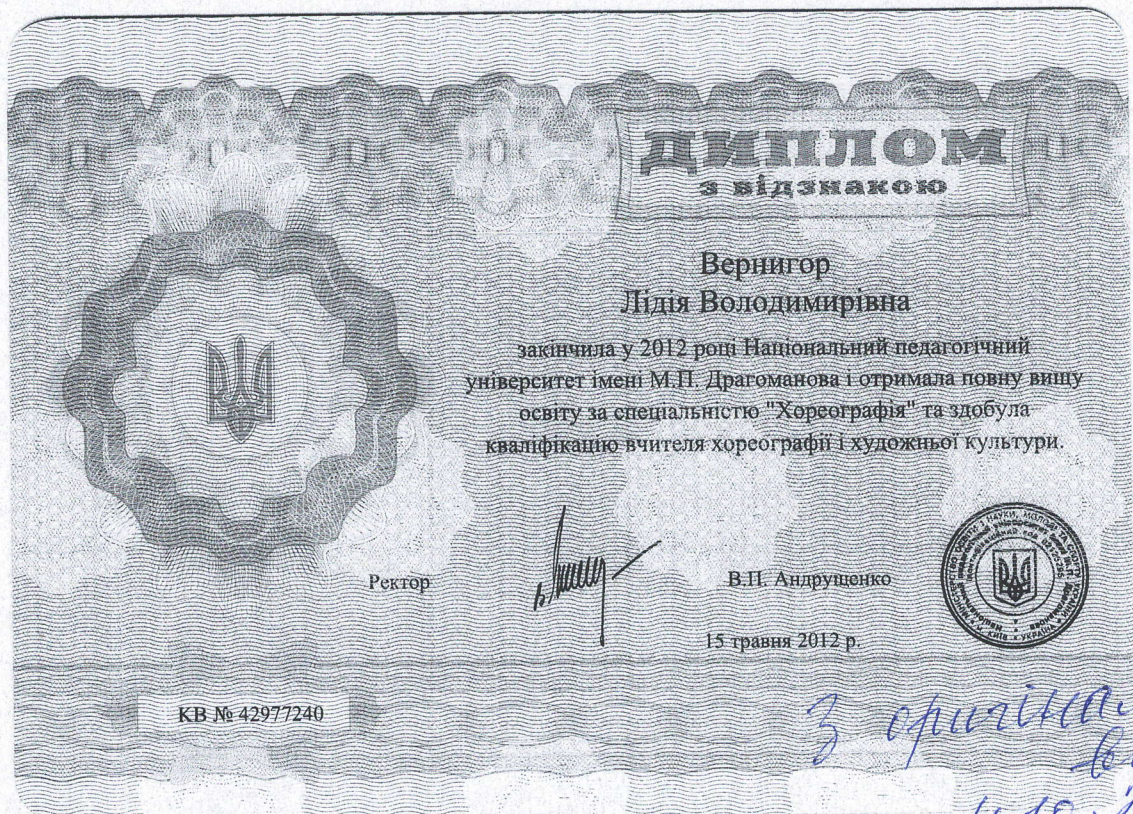 ДИПЛОМ
з відзнакою
Вернигор
Лідія Володимирівна
закінчила у 2012 році Національний педагогічний
університет імені М.П. Драгоманова і отримала повну вищу
освіту за спеціальністю "Хореографія" та здобула
кваліфікацію вчителя хореографії і художньої культури.
Ректор
В.П. Андрущенко
15 травня 2012 р.
КВ № 42977240
З